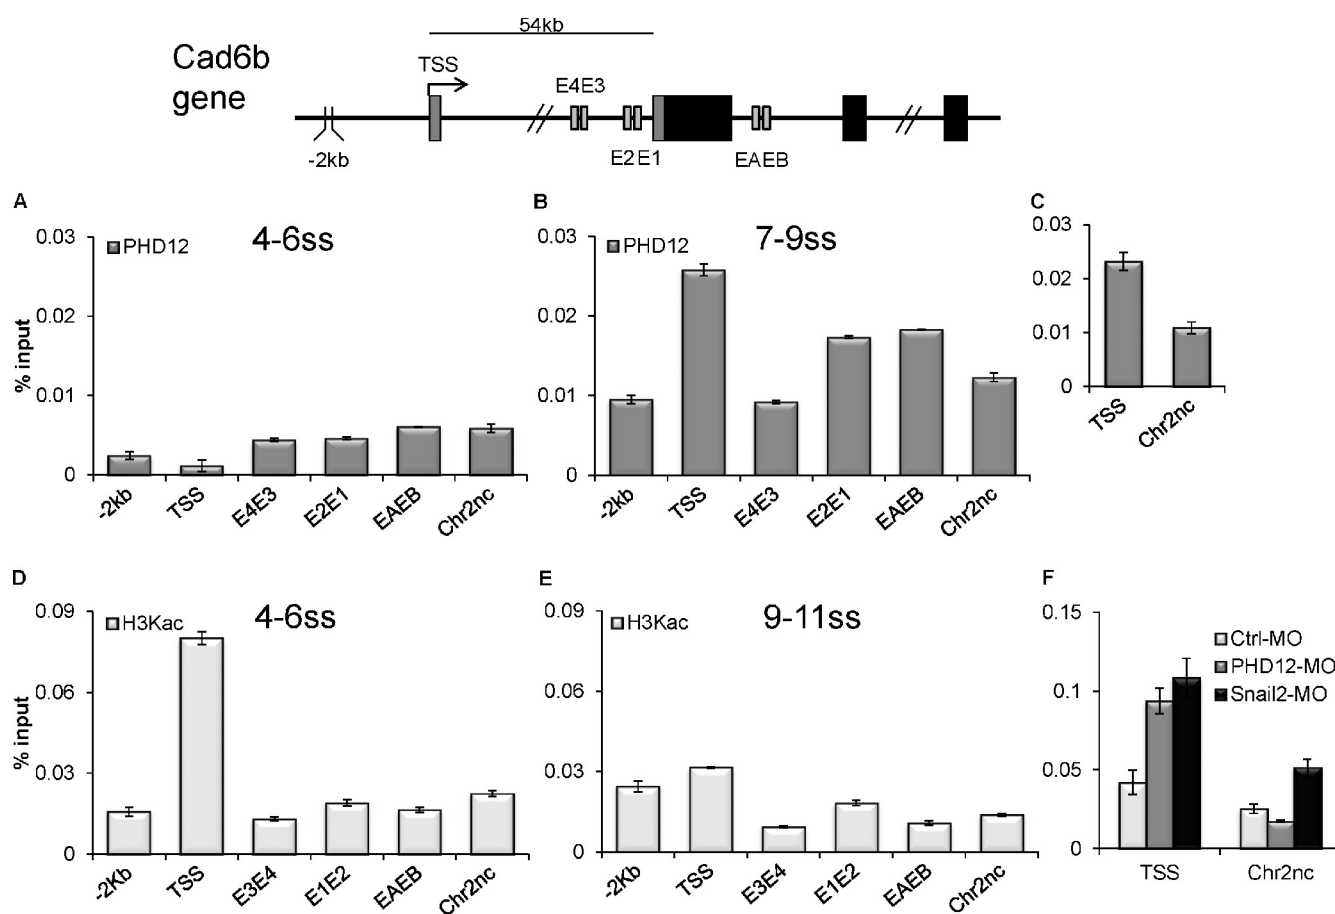 54kb
Cad6b
gene
TSS
E4E3
-2kb
E2E1
EAEB
A
B
C
PHD12
4-6ss
0.03
0.02
0.01
0
% input
-2kb
TSS
E4E3
E2E1
EAEB
Chr2nc
PHD12
7-9ss
0.03
0.02
0.01
0
-2kb
TSS
E4E3
E2E1
EAEB
Chr2nc
0.03
0.02
0.01
0
TSS
Chr2nc
D
E
F
H3Kac
4-6ss
0.09
0.06
0.03
0
% input
-2Kb
TSS
E3E4
E1E2
EAEB
Chr2nc
H3Kac
9-11ss
0.09
0.06
0.03
0
-2Kb
TSS
E3E4
E1E2
EAEB
Chr2nc
0.15
0.1
0.05
0
Ctrl-MO
PHD12-MO
Snail2-MO
TSS
Chr2nc